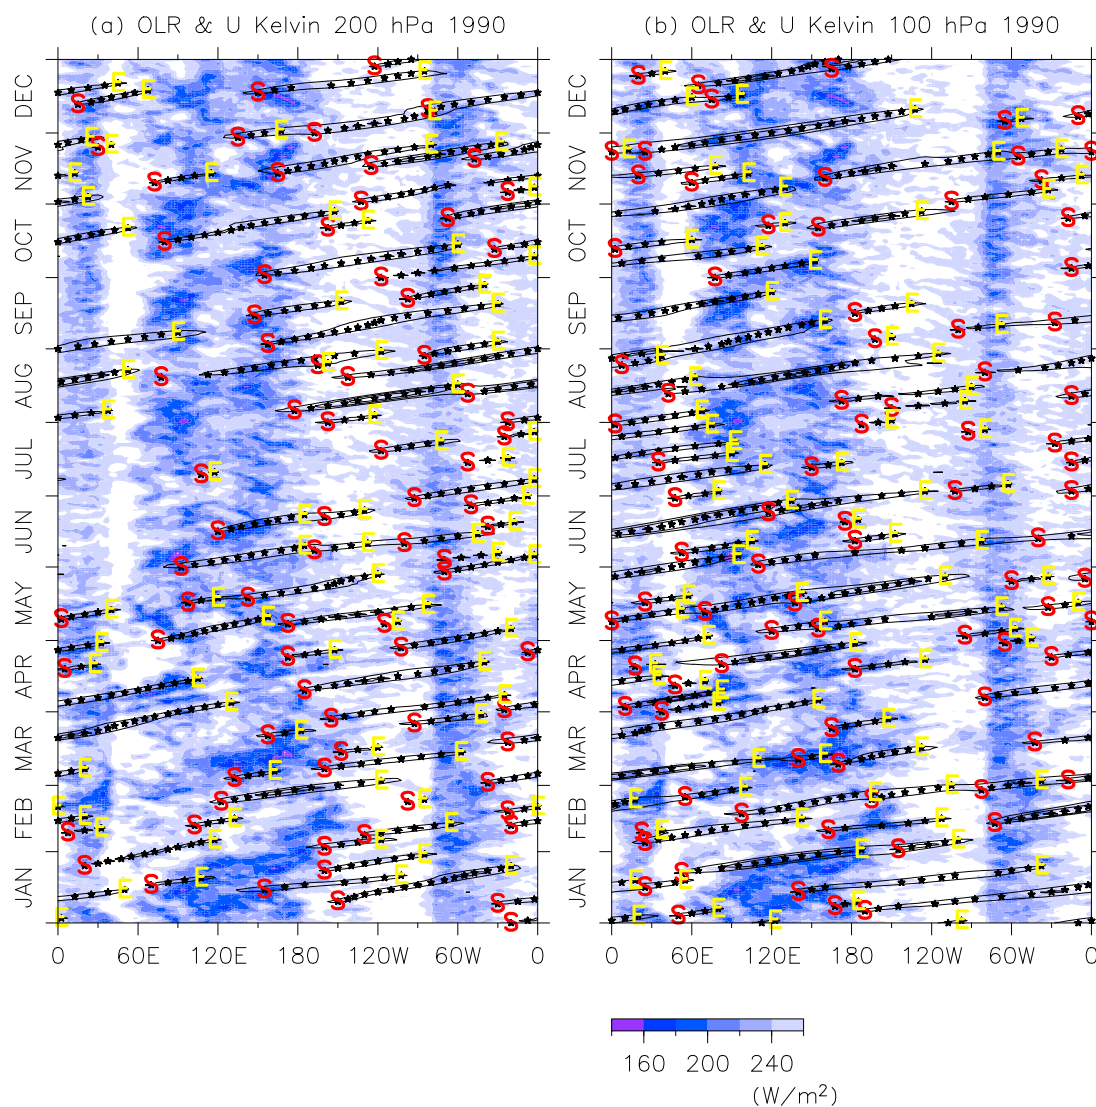 (a) OLR & U Kelvin 200 hPa 1990
(b) OLR & U Kelvin 100 hPa 1990
DEC
NOV
OCT
SEP
AUG
JUL
JUN
MAY
APR
MAR
FEB
JAN
0 60E 120E 180 120W 60W 0
DEC
NOV
OCT
SEP
AUG
JUL
JUN
MAY
APR
MAR
FEB
JAN
0 60E 120E 180 120W 60W 0
160 200 240
(W/m²)